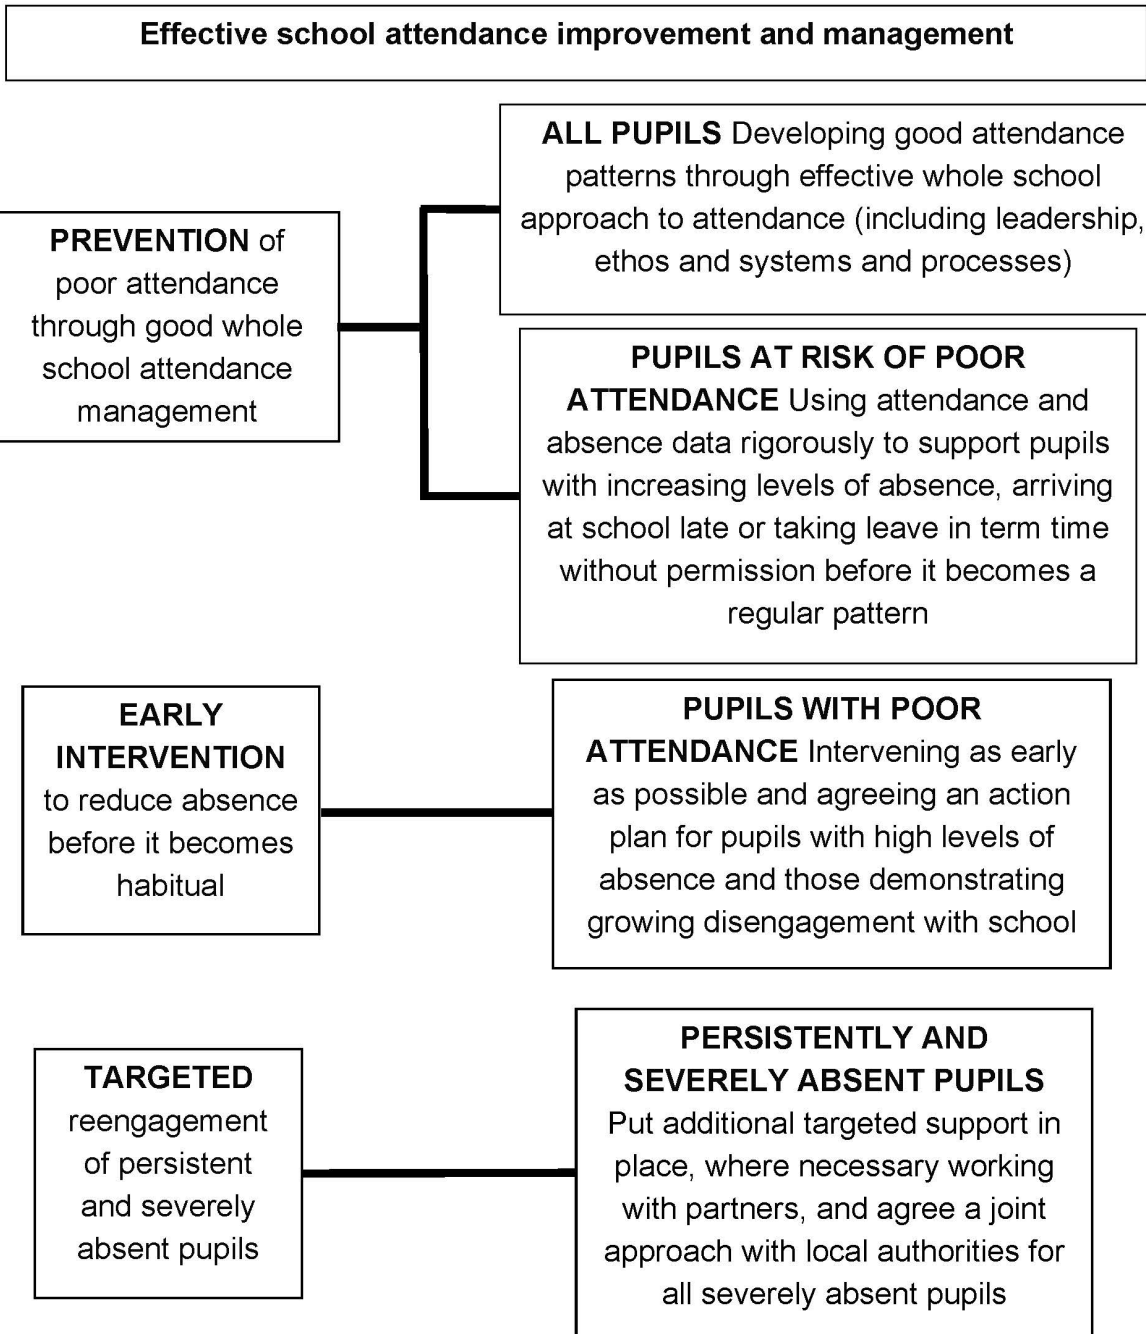 Effective school attendance improvement and management
PREVENTION of
poor attendance
through good whole
school attendance
management
ALL PUPILS Developing good attendance
patterns through effective whole school
approach to attendance (including leadership,
ethos and systems and processes)
PUPILS AT RISK OF POOR
ATTENDANCE Using attendance and
absence data rigorously to support pupils
with increasing levels of absence, arriving
at school late or taking leave in term time
without permission before it becomes a
regular pattern
EARLY
INTERVENTION
to reduce absence
before it becomes
habitual
PUPILS WITH POOR
ATTENDANCE Intervening as early
as possible and agreeing an action
plan for pupils with high levels of
absence and those demonstrating
growing disengagement with school
TARGETED
reengagement
of persistent
and severely
absent pupils
PERSISTENTLY AND
SEVERELY ABSENT PUPILS
Put additional targeted support in
place, where necessary working
with partners, and agree a joint
approach with local authorities for
all severely absent pupils